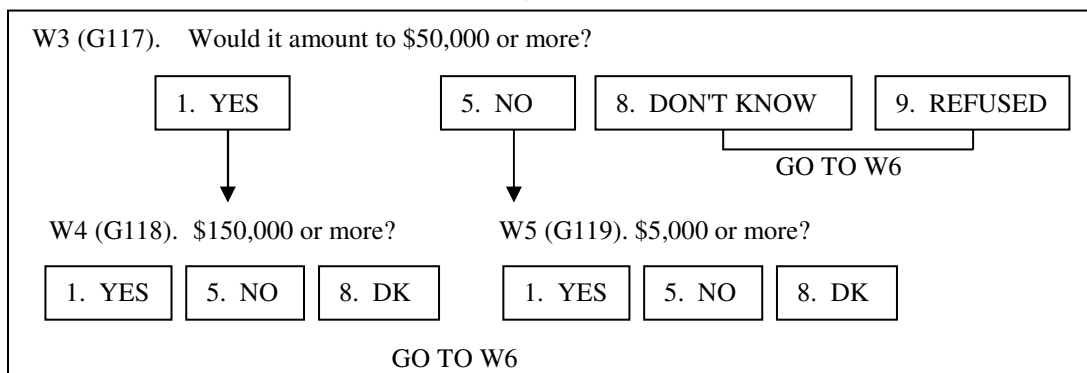 W3 (G117). Would it amount to $50,000 or more?
1. YES 5. NO 8. DON'T KNOW 9. REFUSED
GO TO W6
W4 (G118). $150,000 or more? W5 (G119). $5,000 or more?
1. YES 5. NO 8. DK 1. YES 5. NO 8. DK
GO TO W6